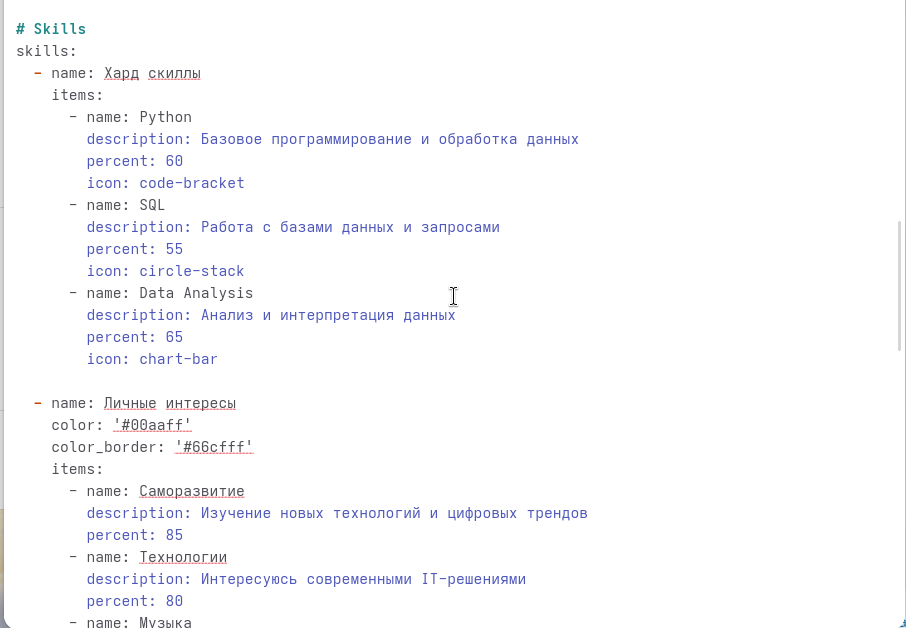 # Skills
skills:
  - name: Хард скиллы
    items:
      - name: Python
        description: Базовое программирование и обработка данных
        percent: 60
        icon: code-bracket
      - name: SQL
        description: Работа с базами данных и запросами
        percent: 55
        icon: circle-stack
      - name: Data Analysis
        description: Анализ и интерпретация данных
        percent: 65
        icon: chart-bar

  - name: Личные интересы
    color: '#00aaff'
    color_border: '#66cfff'
    items:
      - name: Саморазвитие
        description: Изучение новых технологий и цифровых трендов
        percent: 85
      - name: Технологии
        description: Интересуюсь современными IT-решениями
        percent: 80
      - name: Музыка